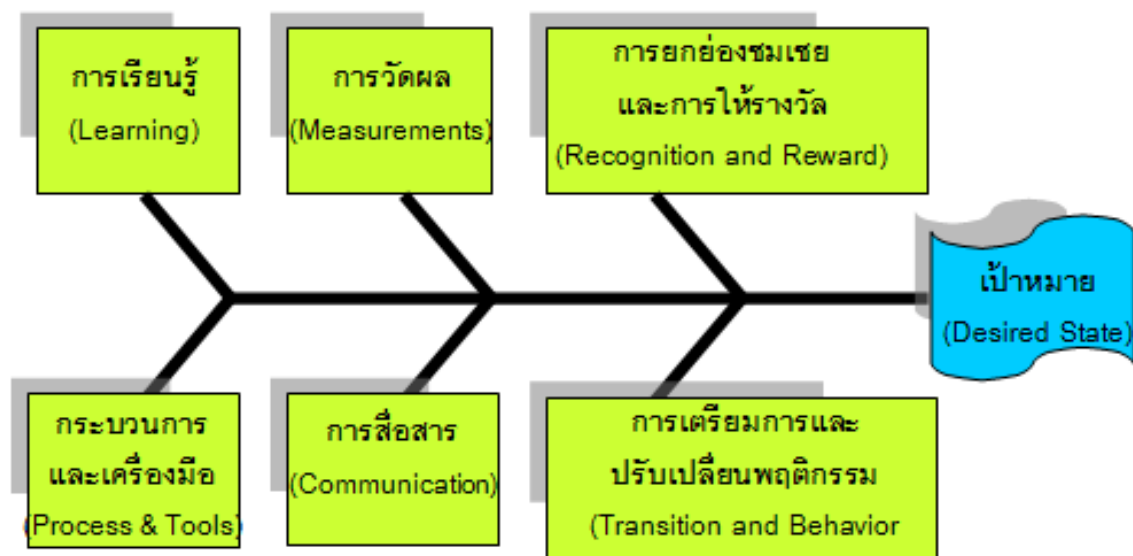 การเรียนรู้
(Learning)
การวัดผล
(Measurements)
การยกย่องชมเชย
และการให้รางวัล
(Recognition and Reward)
เป้าหมาย
(Desired State)
กระบวนการ
และเครื่องมือ
(Process & Tools)
การสื่อสาร
(Communication)
การเตรียมการและ
ปรับเปลี่ยนพฤติกรรม
(Transition and Behavior